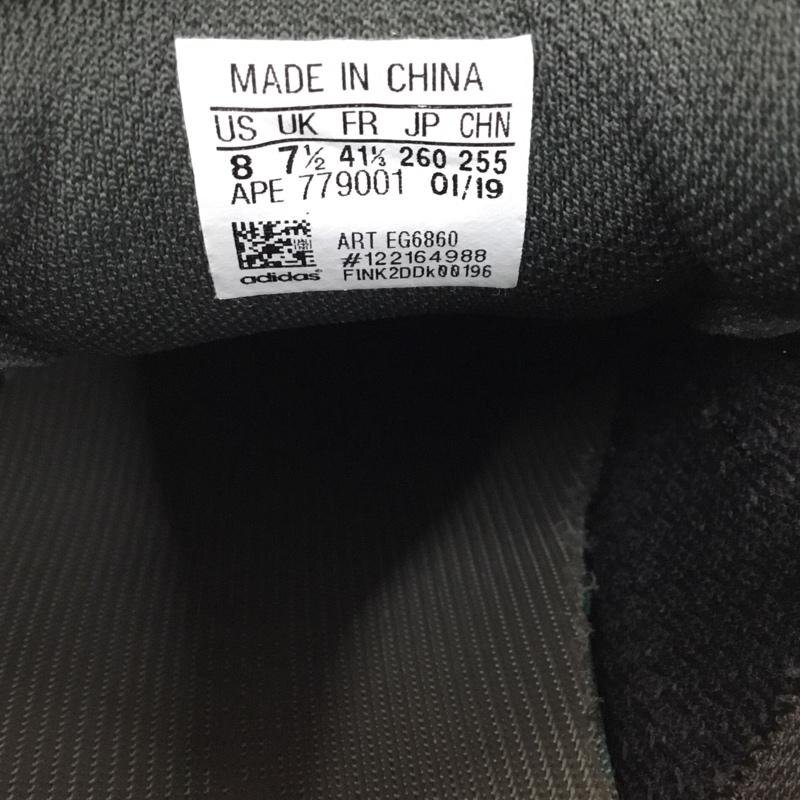 MADE IN CHINA
US UK FR JP CHN
8 7½ 41⅓ 260 255
APE 779001 01/19
ART EG6860
#122164988
adidas F1NK2DDk00196